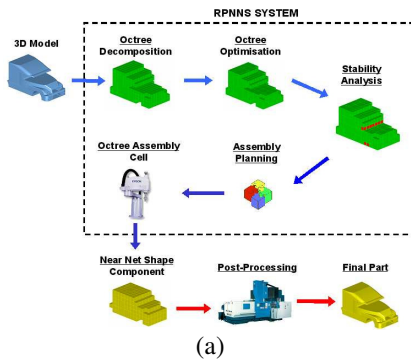 RPNNS SYSTEM
3D Model
Octree
Decomposition
Octree
Optimisation
Stability
Analysis
Octree Assembly
Cell
Assembly
Planning
Near Net Shape
Component
Post-Processing
Final Part
(a)